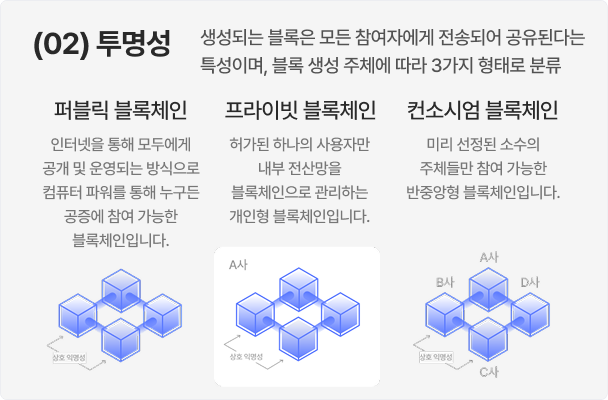 (02) 투명성
생성되는 블록은 모든 참여자에게 전송되어 공유된다는
특성이며, 블록 생성 주체에 따라 3가지 형태로 분류
퍼블릭 블록체인
인터넷을 통해 모두에게
공개 및 운영되는 방식으로
컴퓨터 파워를 통해 누구든
공증에 참여 가능한
블록체인입니다.
상호 익명성
프라이빗 블록체인
허가된 하나의 사용자만
내부 전산망을
블록체인으로 관리하는
개인형 블록체인입니다.
A사
상호 익명성
컨소시엄 블록체인
미리 선정된 소수의
주체들만 참여 가능한
반중앙형 블록체인입니다.
A사
B사
D사
상호 익명성
C사